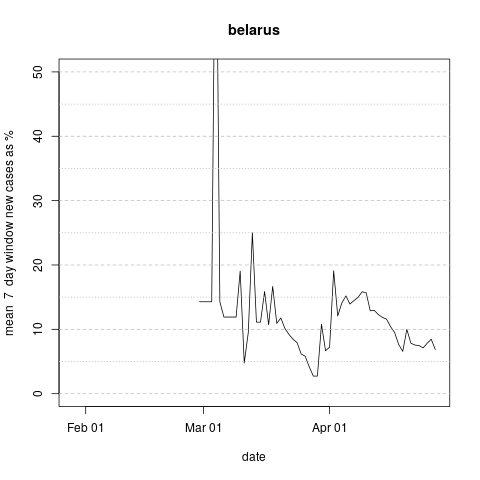 belarus
mean 7 day window new cases as %
50
40
30
20
10
0
Feb 01
Mar 01
Apr 01
date